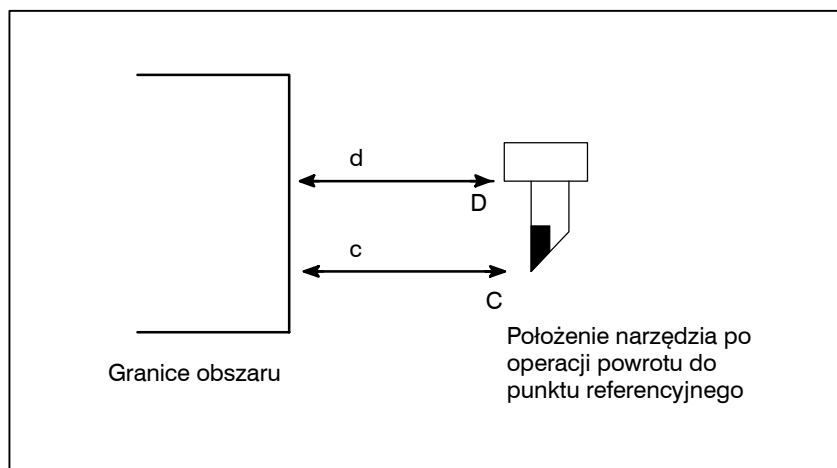 d
D
c
C
Położenie narzędzia po
operacji powrotu do
punktu referencyjnego
Granice obszaru